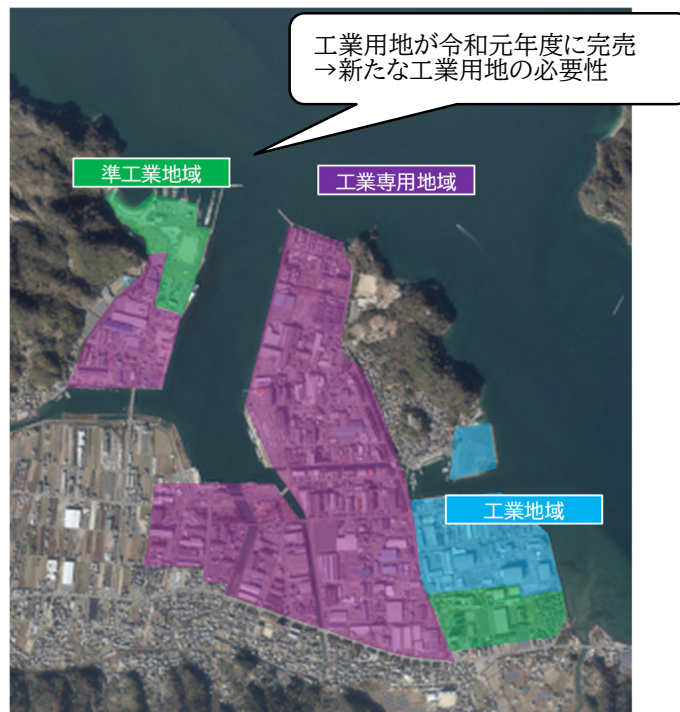 工業用地が令和元年度に完売
→新たな工業用地の必要性
準工業地域
工業専用地域
工業地域